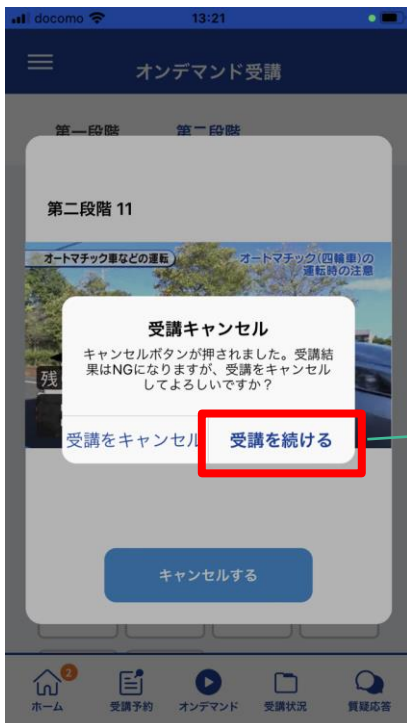 docomo 13:21
オンデマンド受講
第一段階 第二段階
第二段階 11
オートマチック車などの運転
オートマチック(四輪車)の
運転時の注意
残
受講キャンセル
キャンセルボタンが押されました。受講結
果はNGになりますが、受講をキャンセル
してよろしいですか？
受講をキャンセル 受講を続ける
キャンセルする
2
ホーム 受講予約 オンデマンド 受講状況 質疑応答